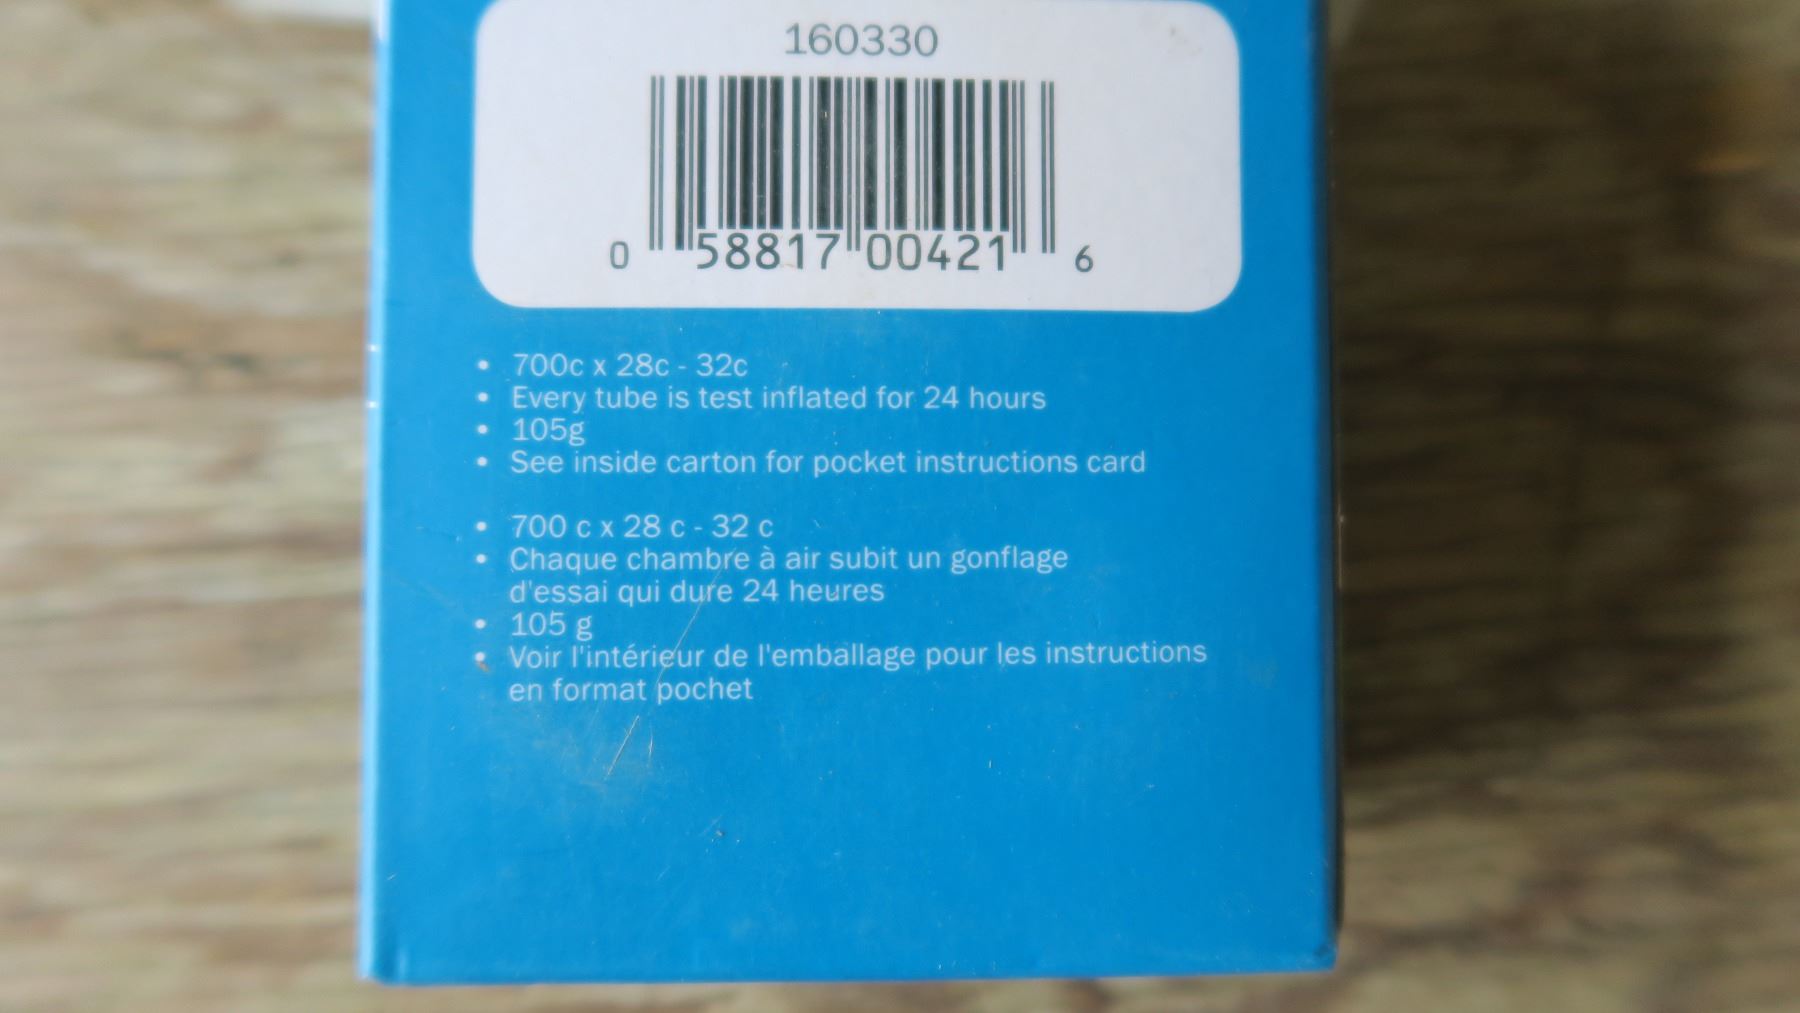 160330
0 58817 00421 6
• 700c x 28c - 32c
• Every tube is test inflated for 24 hours
• 105g
• See inside carton for pocket instructions card
• 700 c x 28 c - 32 c
• Chaque chambre à air subit un gonflage
d'essai qui dure 24 heures
• 105 g
• Voir l'intérieur de l'emballage pour les instructions
en format pochet